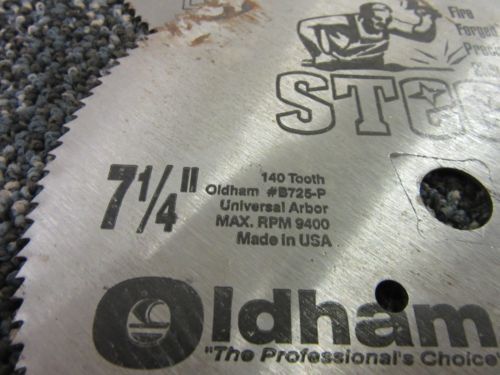 Fire
Forged
STEE
7 1/4"
140 Tooth
Oldham #B725-P
Universal Arbor
MAX. RPM 9400
Made in USA
Oldham
"The Professional's Choice"